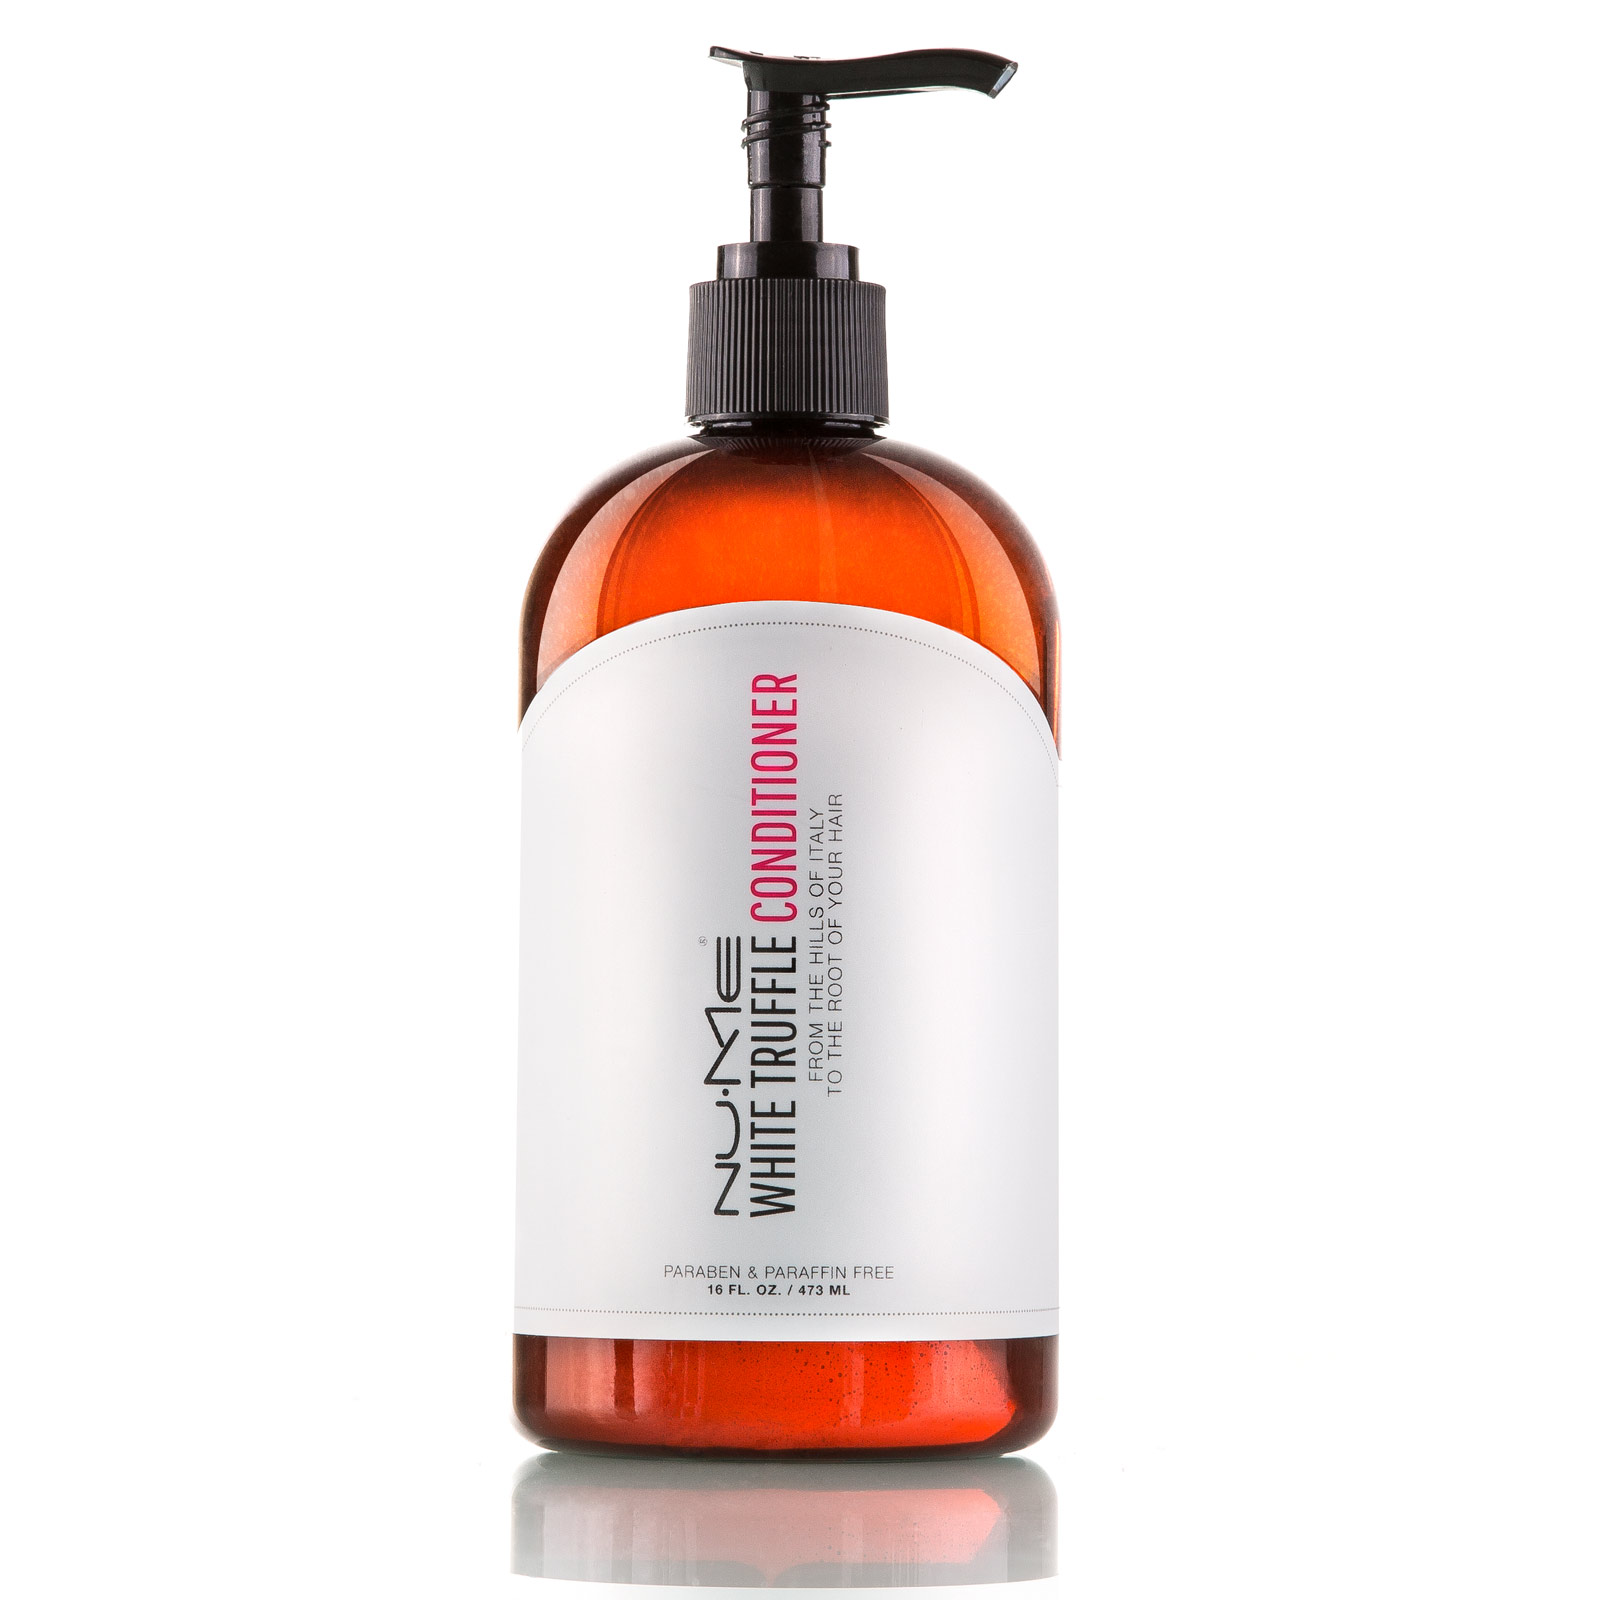 NU·ME®
WHITE TRUFFLE CONDITIONER
FROM THE HILLS OF ITALY
TO THE ROOT OF YOUR HAIR
PARABEN & PARAFFIN FREE
16 FL. OZ. / 473 ML